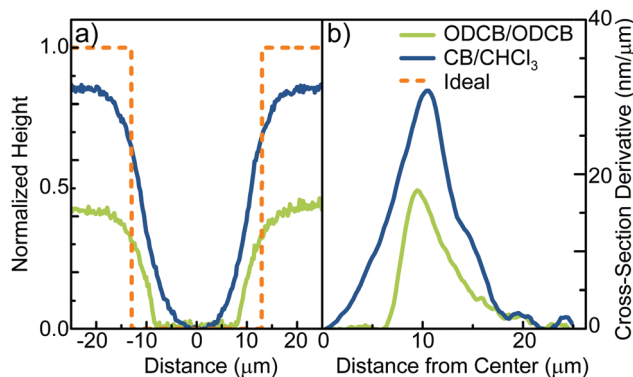 a)
1.0
0.5
0.0
Normalized Height
-20 -10 0 10 20
Distance (μm)
b)
ODCB/ODCB
CB/CHCl₃
Ideal
40
20
0
Cross-Section Derivative (nm/μm)
0 10 20
Distance from Center (μm)